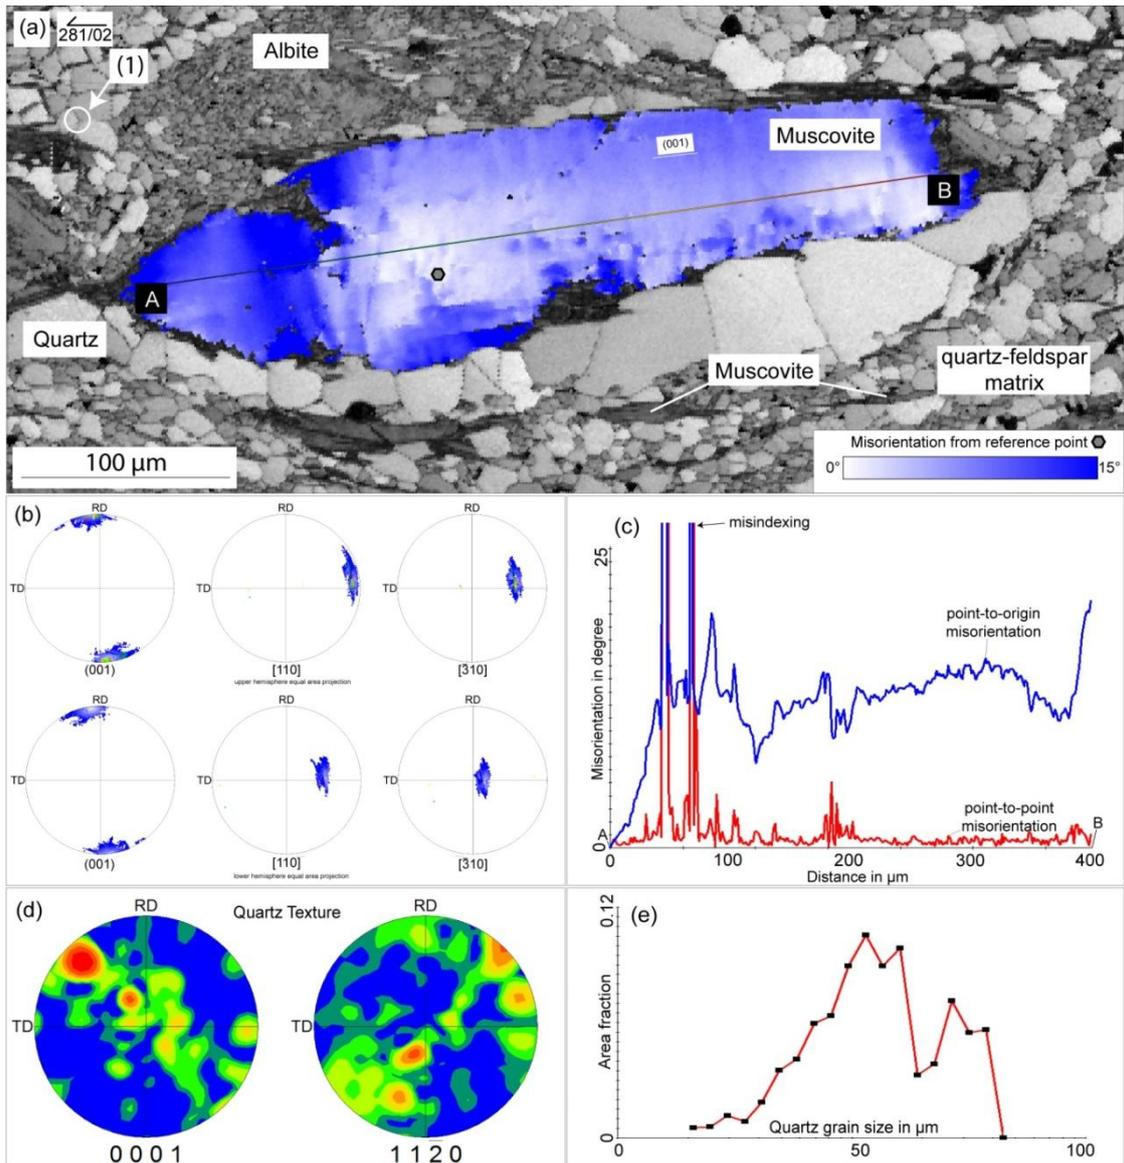 (a)
281/02
(1)
Albite
Muscovite
(001)
A
B
Quartz
Muscovite
quartz-feldspar
matrix
100 µm
Misorientation from reference point
0°
15°
(b)
RD
RD
RD
TD
TD
TD
(001)
[110]
[310]
upper hemisphere equal area projection
RD
RD
RD
TD
TD
TD
(001)
[110]
[3̅10]
lower hemisphere equal area projection
(c)
misindexing
25
Misorientation in degree
point-to-origin
misorientation
point-to-point
misorientation
A
B
0
0
100
200
300
400
Distance in µm
(d)
Quartz Texture
RD
RD
TD
TD
0 0 0 1
1 1 2̅ 0
(e)
0.12
Area fraction
0
Quartz grain size in µm
0
50
100